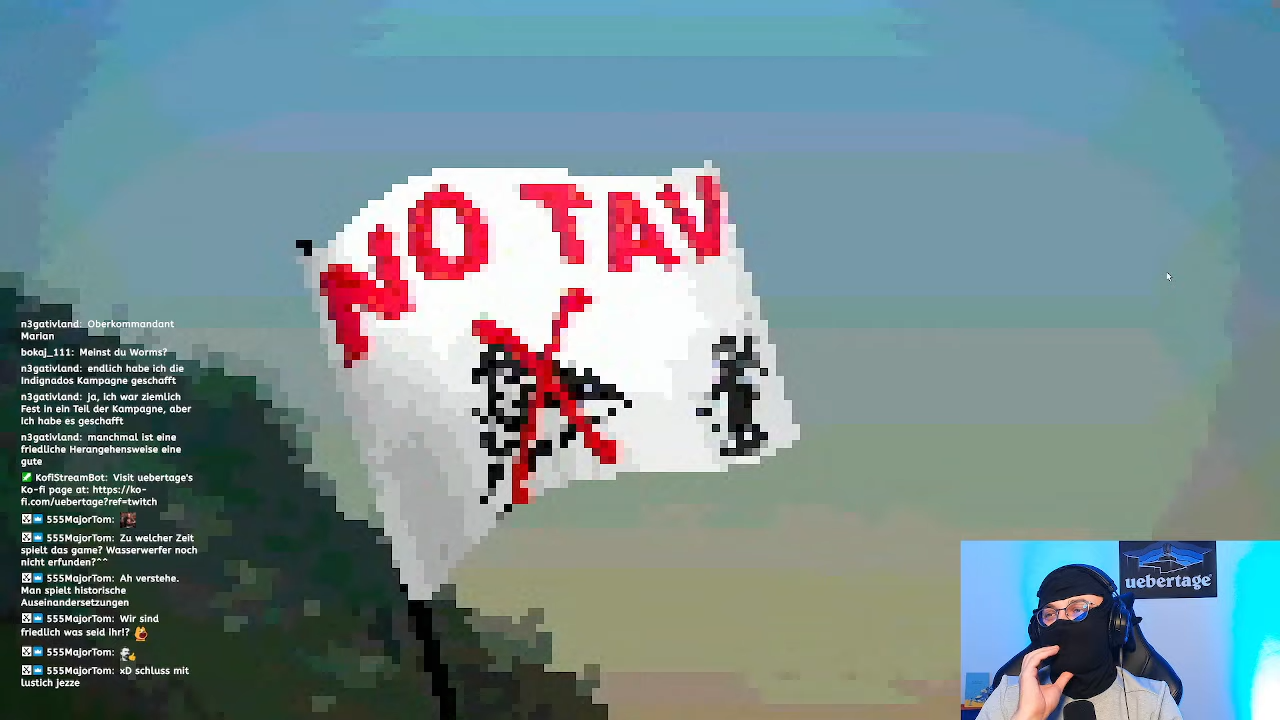 NO TAV
n3gativland: Oberkommandant
Marian
bokaj_111: Meinst du Worms?
n3gativland: endlich habe ich die
Indignados Kampagne geschafft
n3gativland: ja, ich war ziemlich
Fest in ein Teil der Kampagne, aber
ich habe es geschafft
n3gativland: manchmal ist eine
friedliche Herangehensweise eine
gute
KofiStreamBot: Visit uebertage's
Ko-fi page at: https://ko-
fi.com/uebertage?ref=twitch
555MajorTom:
555MajorTom: Zu welcher Zeit
spielt das game? Wasserwerfer noch
nicht erfunden?^^
555MajorTom: Ah verstehe.
Man spielt historische
Auseinandersetzungen
555MajorTom: Wir sind
friedlich was seid ihr!?
555MajorTom:
555MajorTom: xD schluss mit
lustich jezze
uebertage